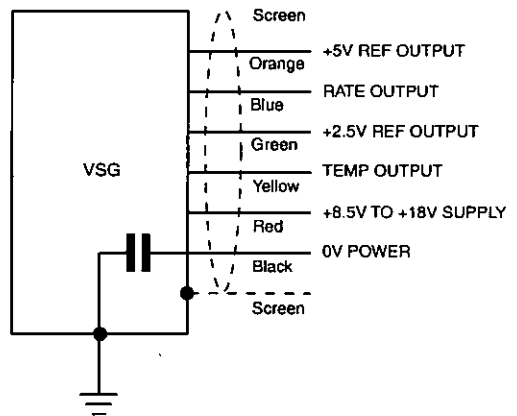 Screen
+5V REF OUTPUT
Orange
RATE OUTPUT
Blue
+2.5V REF OUTPUT
Green
VSG
TEMP OUTPUT
Yellow
+8.5V TO +18V SUPPLY
Red
0V POWER
Black
Screen